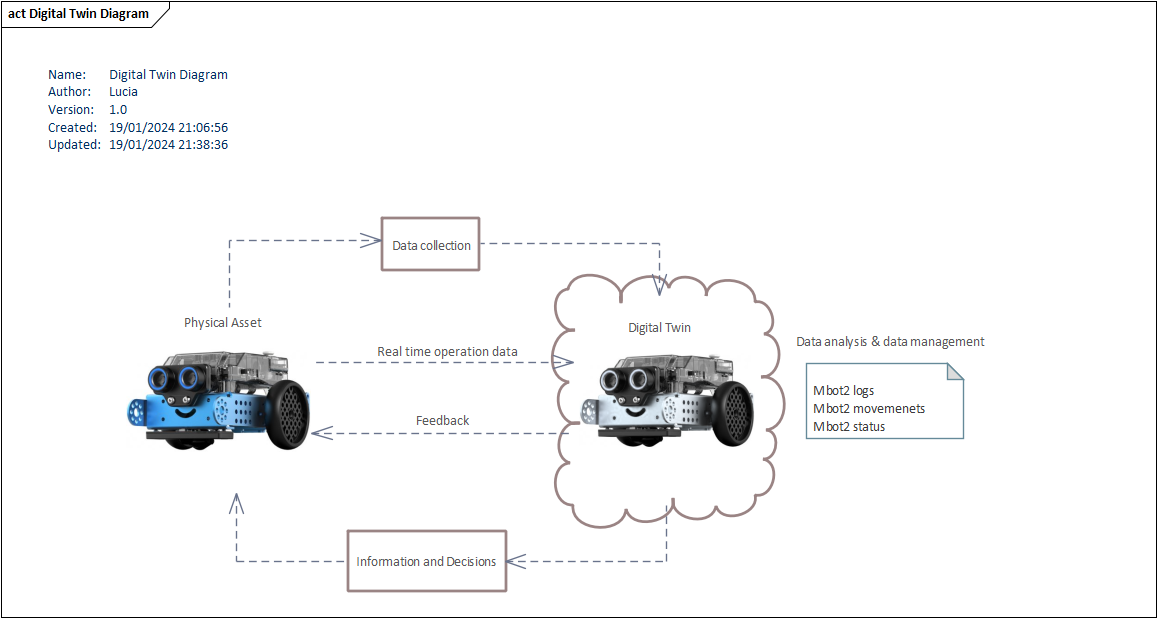 act Digital Twin Diagram
Name: Digital Twin Diagram
Author: Lucia
Version: 1.0
Created: 19/01/2024 21:06:56
Updated: 19/01/2024 21:38:36
Data collection
Physical Asset
Digital Twin
Real time operation data
Feedback
Data analysis & data management
Mbot2 logs
Mbot2 movemenets
Mbot2 status
Information and Decisions